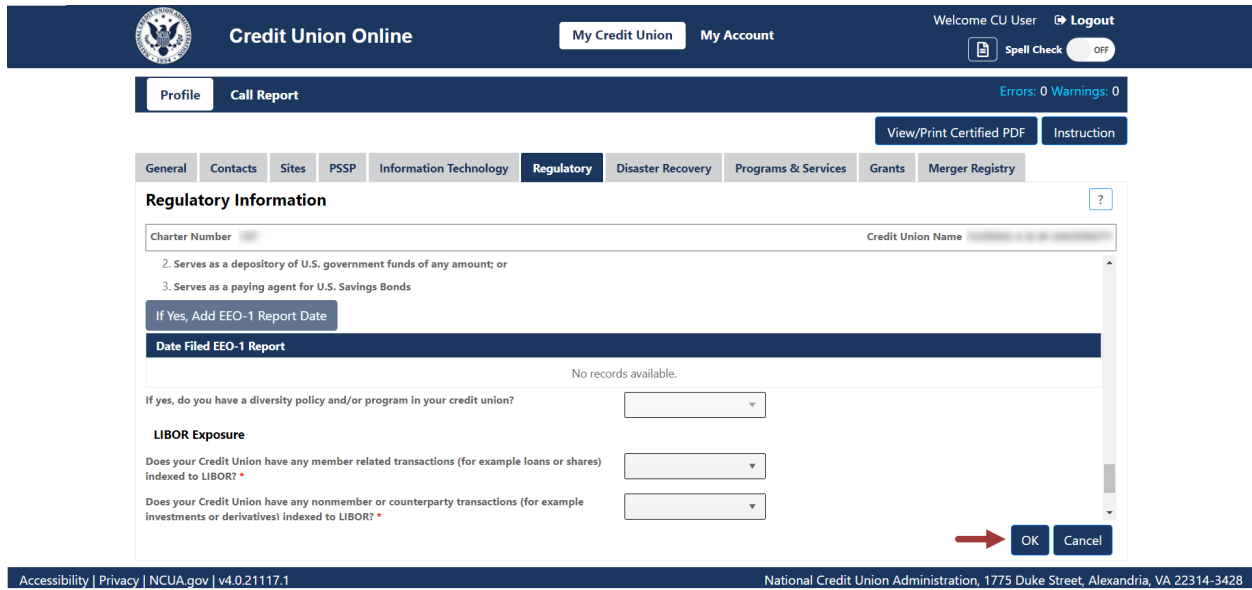 Credit Union Online
My Credit Union My Account
Welcome CU User Logout
Spell Check OFF
Profile Call Report
Errors: 0 Warnings: 0
View/Print Certified PDF Instruction
General Contacts Sites PSSP Information Technology Regulatory Disaster Recovery Programs & Services Grants Merger Registry
Regulatory Information
?
Charter Number
Credit Union Name
2. Serves as a depository of U.S. government funds of any amount; or
3. Serves as a paying agent for U.S. Savings Bonds
If Yes, Add EEO-1 Report Date
Date Filed EEO-1 Report
No records available.
If yes, do you have a diversity policy and/or program in your credit union?
LIBOR Exposure
Does your Credit Union have any member related transactions (for example loans or shares)
indexed to LIBOR? *
Does your Credit Union have any nonmember or counterparty transactions (for example
investments or derivatives) indexed to LIBOR? *
OK Cancel
Accessibility | Privacy | NCUA.gov | v4.0.21117.1
National Credit Union Administration, 1775 Duke Street, Alexandria, VA 22314-3428